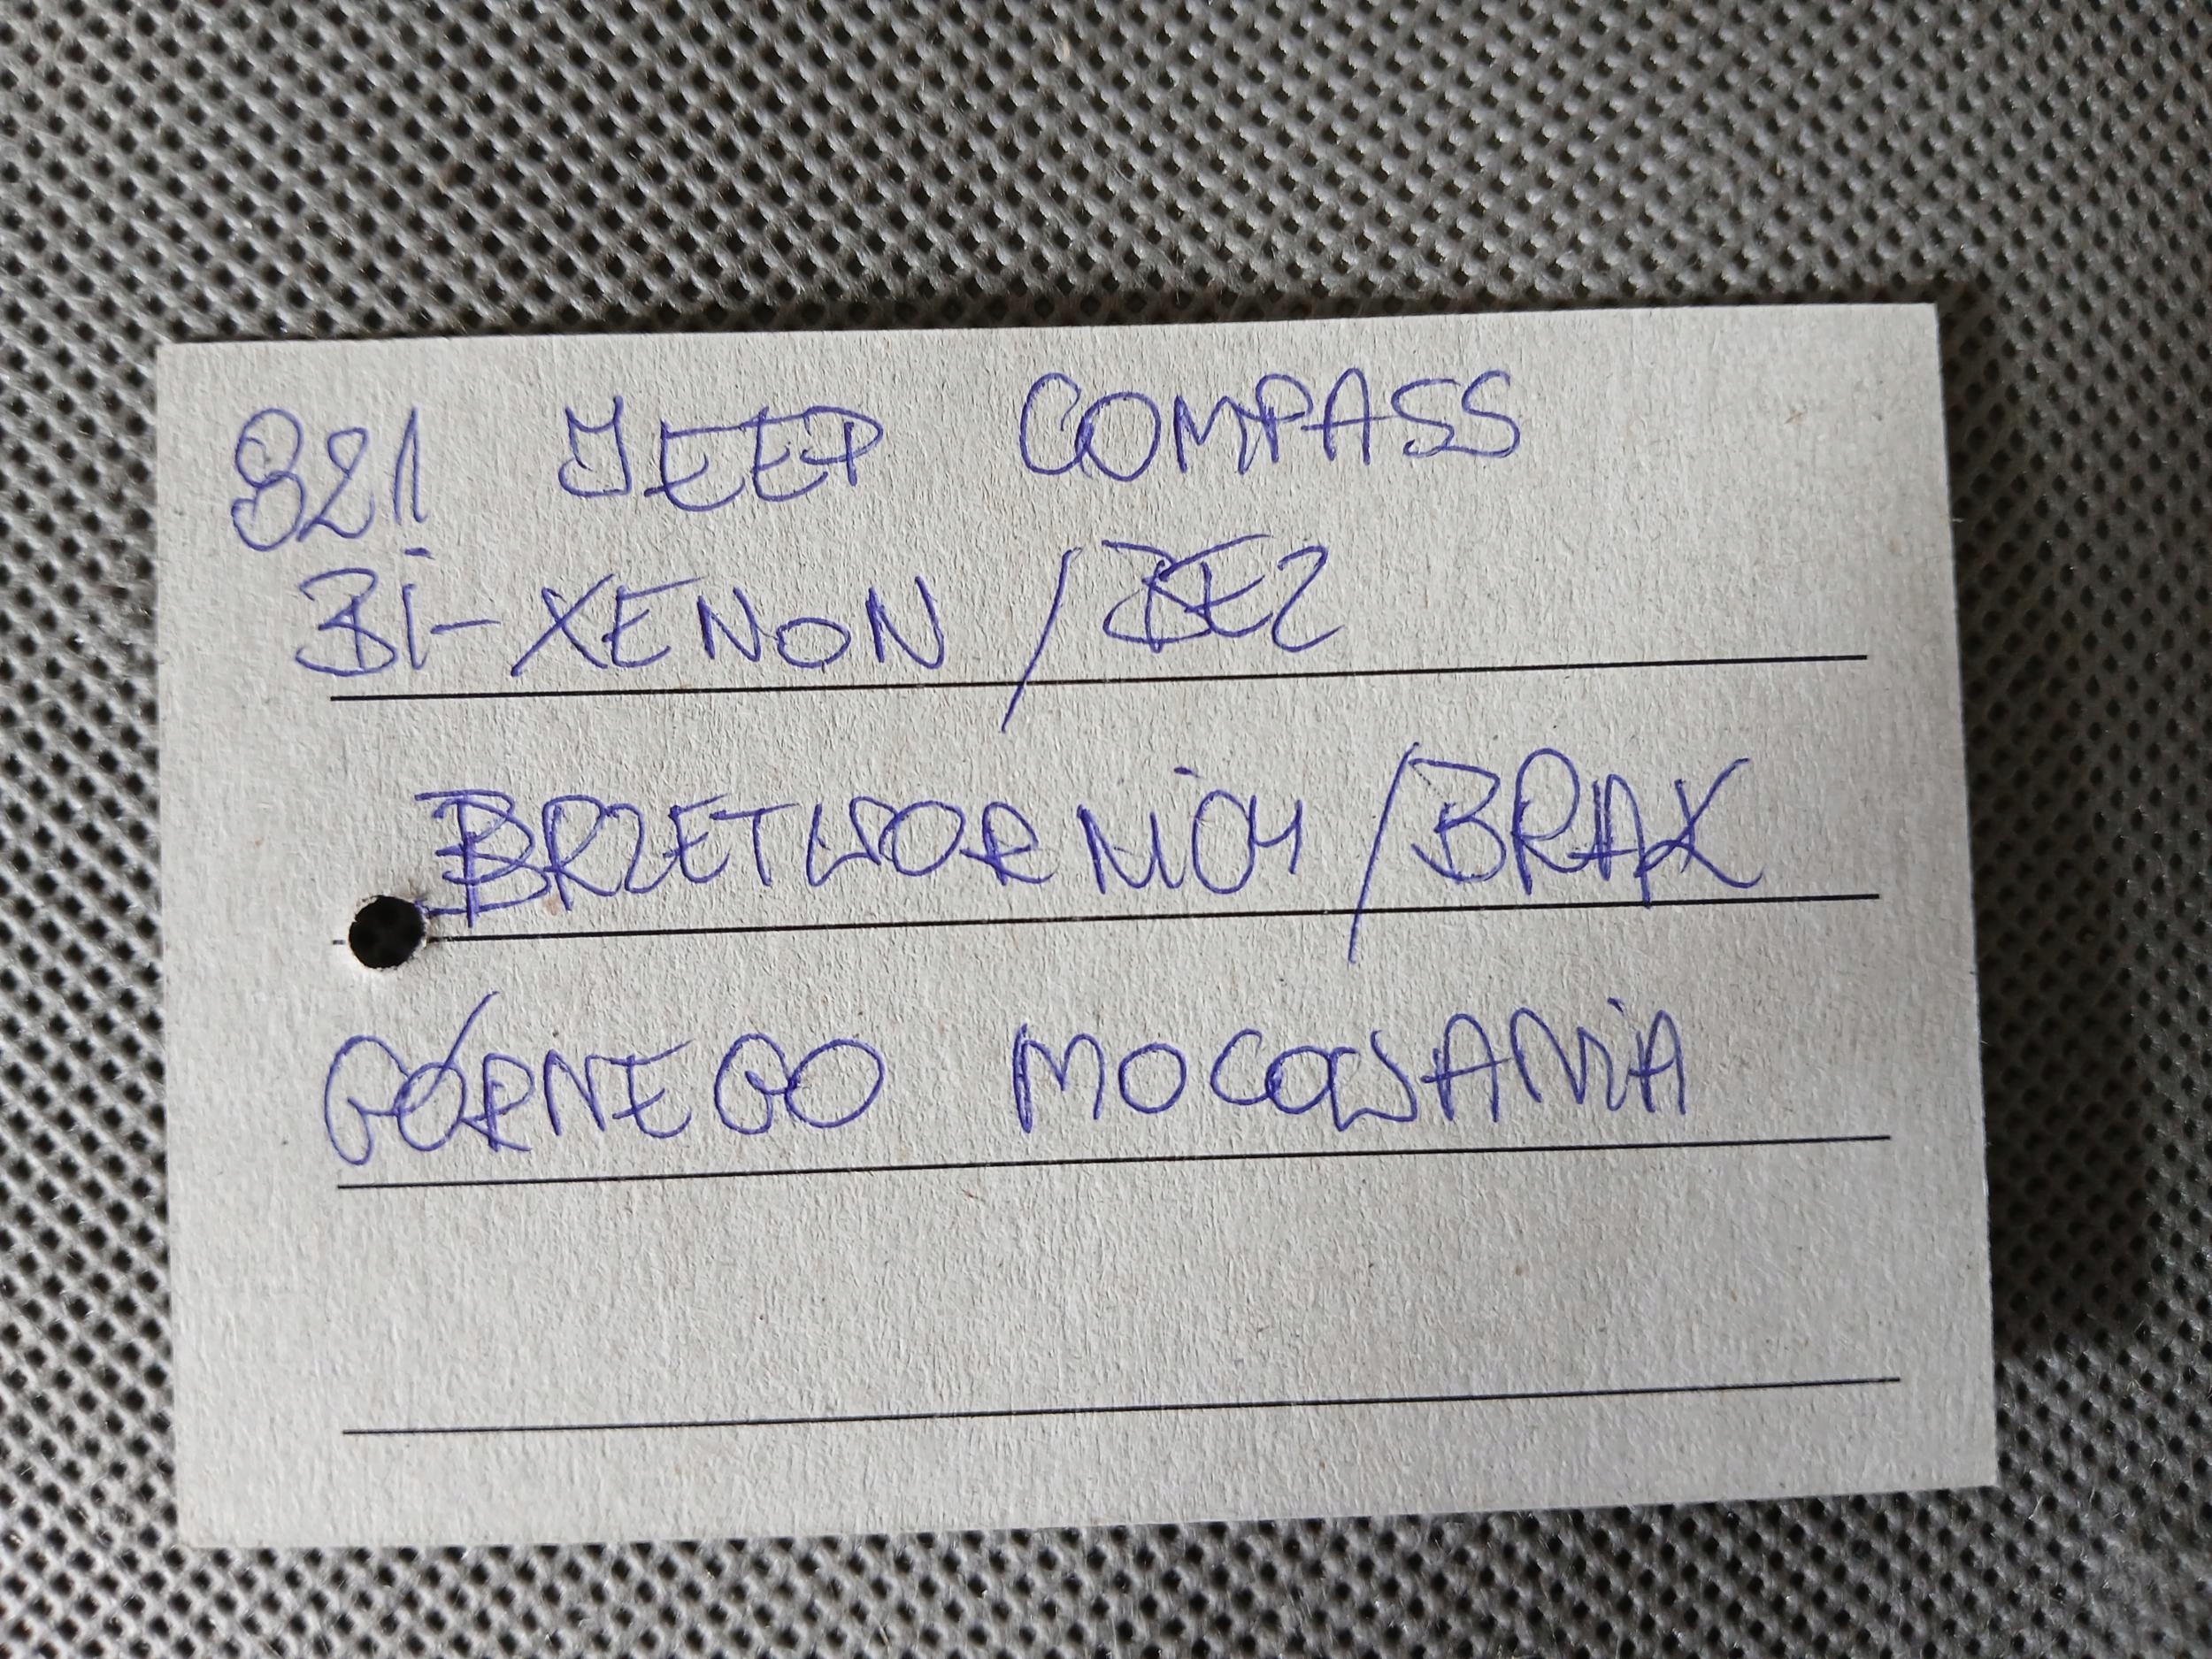 821 JEEP COMPASS
Bi-XENON /BEZ
PRZETWORNiCY /BRAK
GÓRNEGO MOCOWANiA